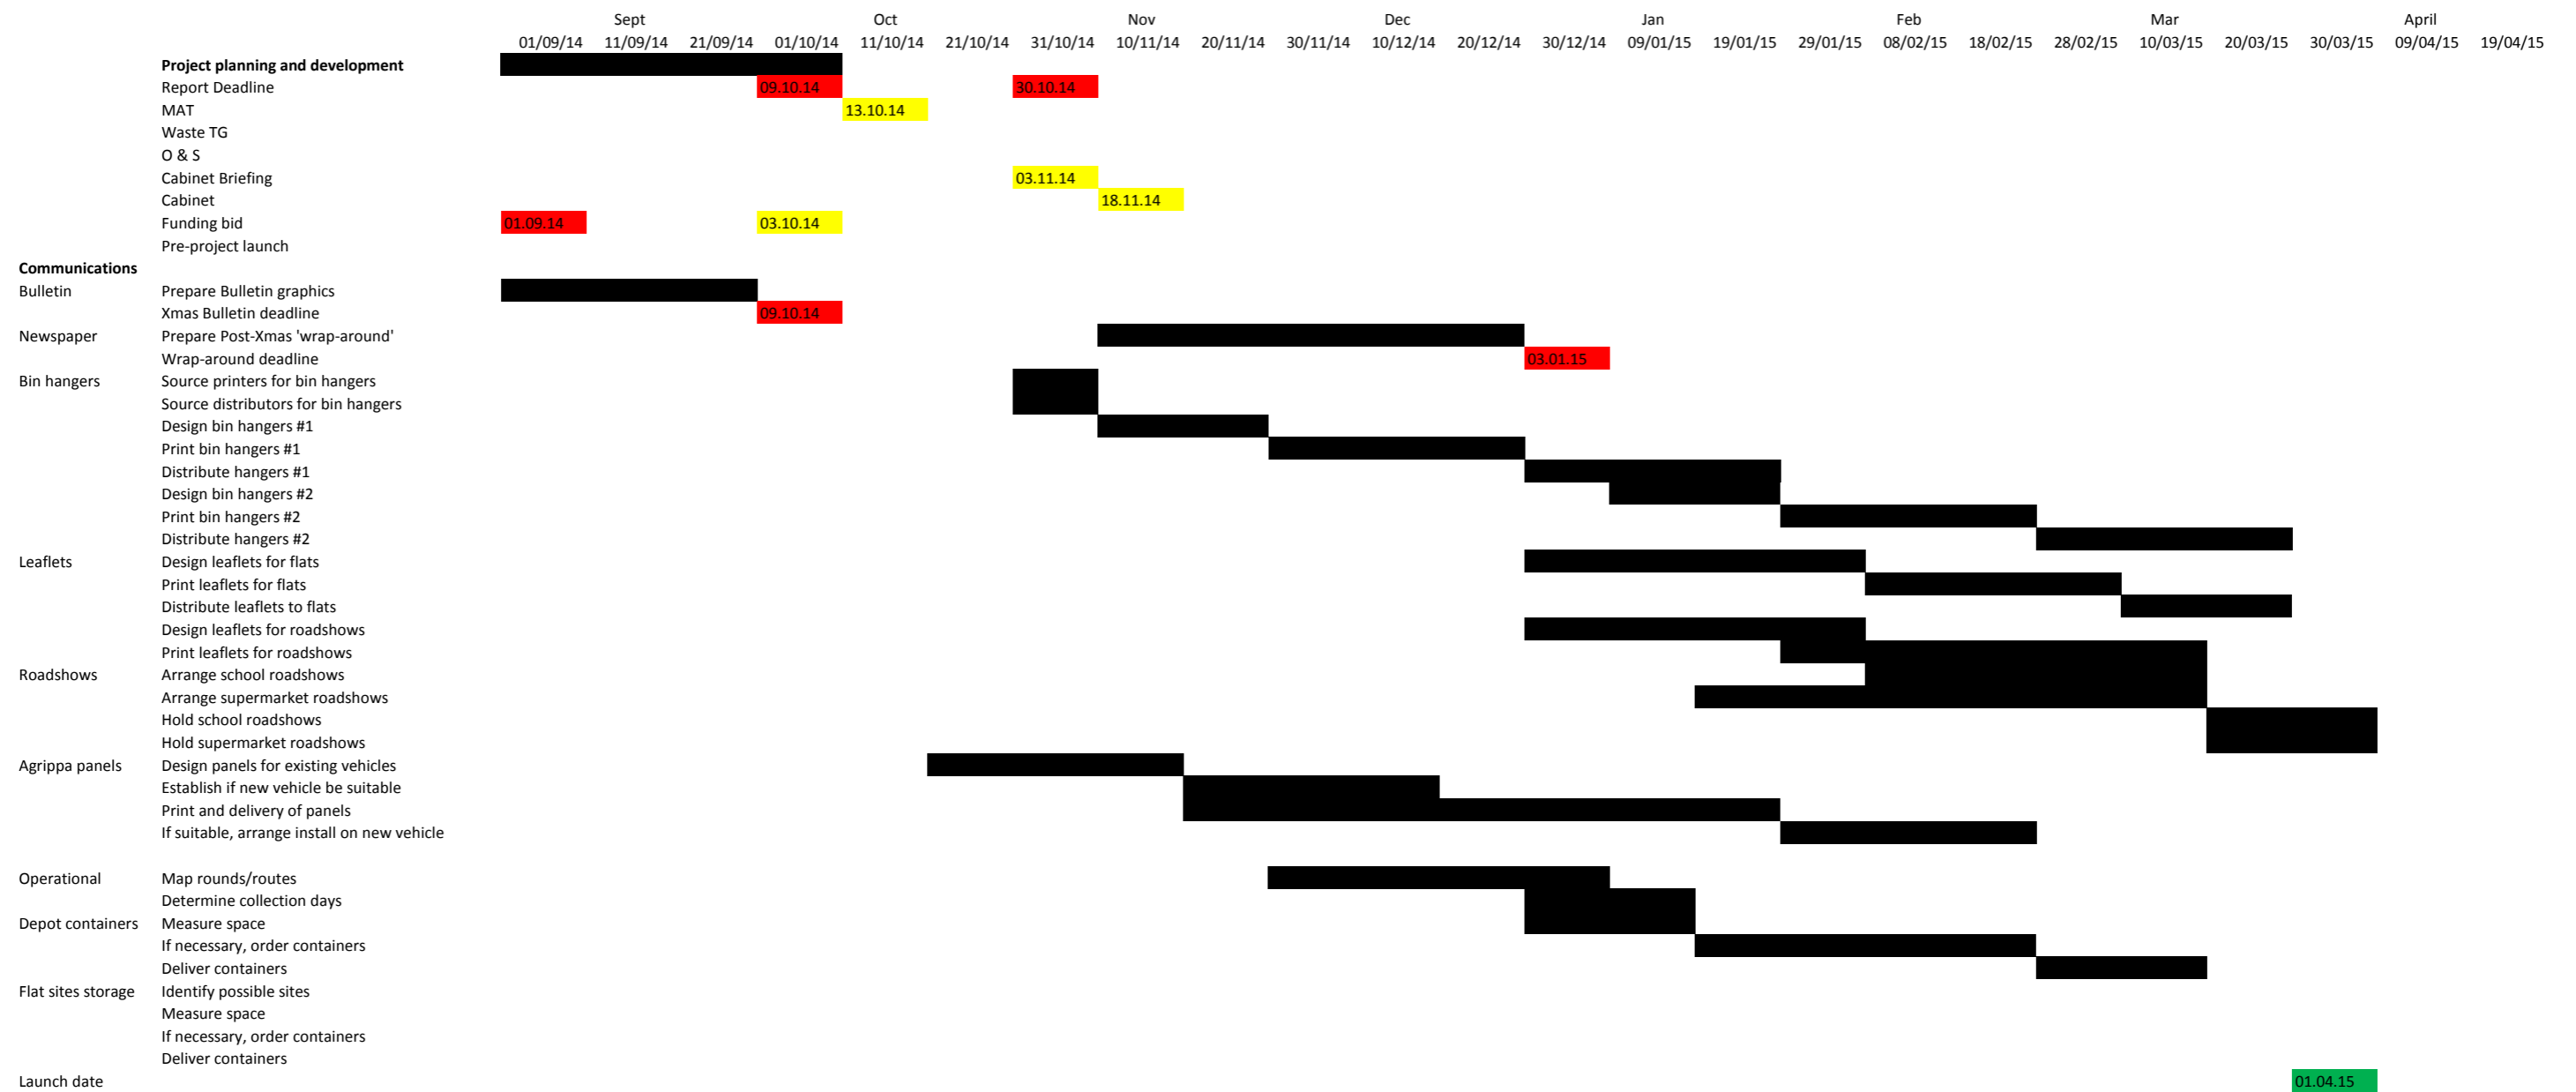 Sept Oct Nov Dec Jan Feb Mar April
01/09/14 11/09/14 21/09/14 01/10/14 11/10/14 21/10/14 31/10/14 10/11/14 20/11/14 30/11/14 10/12/14 20/12/14 30/12/14 09/01/15 19/01/15 29/01/15 08/02/15 18/02/15 28/02/15 10/03/15 20/03/15 30/03/15 09/04/15 19/04/15
Project planning and development
Report Deadline 09.10.14 30.10.14
MAT 13.10.14
Waste TG
O & S
Cabinet Briefing 03.11.14
Cabinet 18.11.14
Funding bid 01.09.14 03.10.14
Pre-project launch
Communications
Bulletin Prepare Bulletin graphics
Xmas Bulletin deadline 09.10.14
Newspaper Prepare Post-Xmas 'wrap-around'
Wrap-around deadline 03.01.15
Bin hangers Source printers for bin hangers
Source distributors for bin hangers
Design bin hangers #1
Print bin hangers #1
Distribute hangers #1
Design bin hangers #2
Print bin hangers #2
Distribute hangers #2
Leaflets Design leaflets for flats
Print leaflets for flats
Distribute leaflets to flats
Design leaflets for roadshows
Print leaflets for roadshows
Roadshows Arrange school roadshows
Arrange supermarket roadshows
Hold school roadshows
Hold supermarket roadshows
Agrippa panels Design panels for existing vehicles
Establish if new vehicle be suitable
Print and delivery of panels
If suitable, arrange install on new vehicle
Operational Map rounds/routes
Determine collection days
Depot containers Measure space
If necessary, order containers
Deliver containers
Flat sites storage Identify possible sites
Measure space
If necessary, order containers
Deliver containers
Launch date 01.04.15